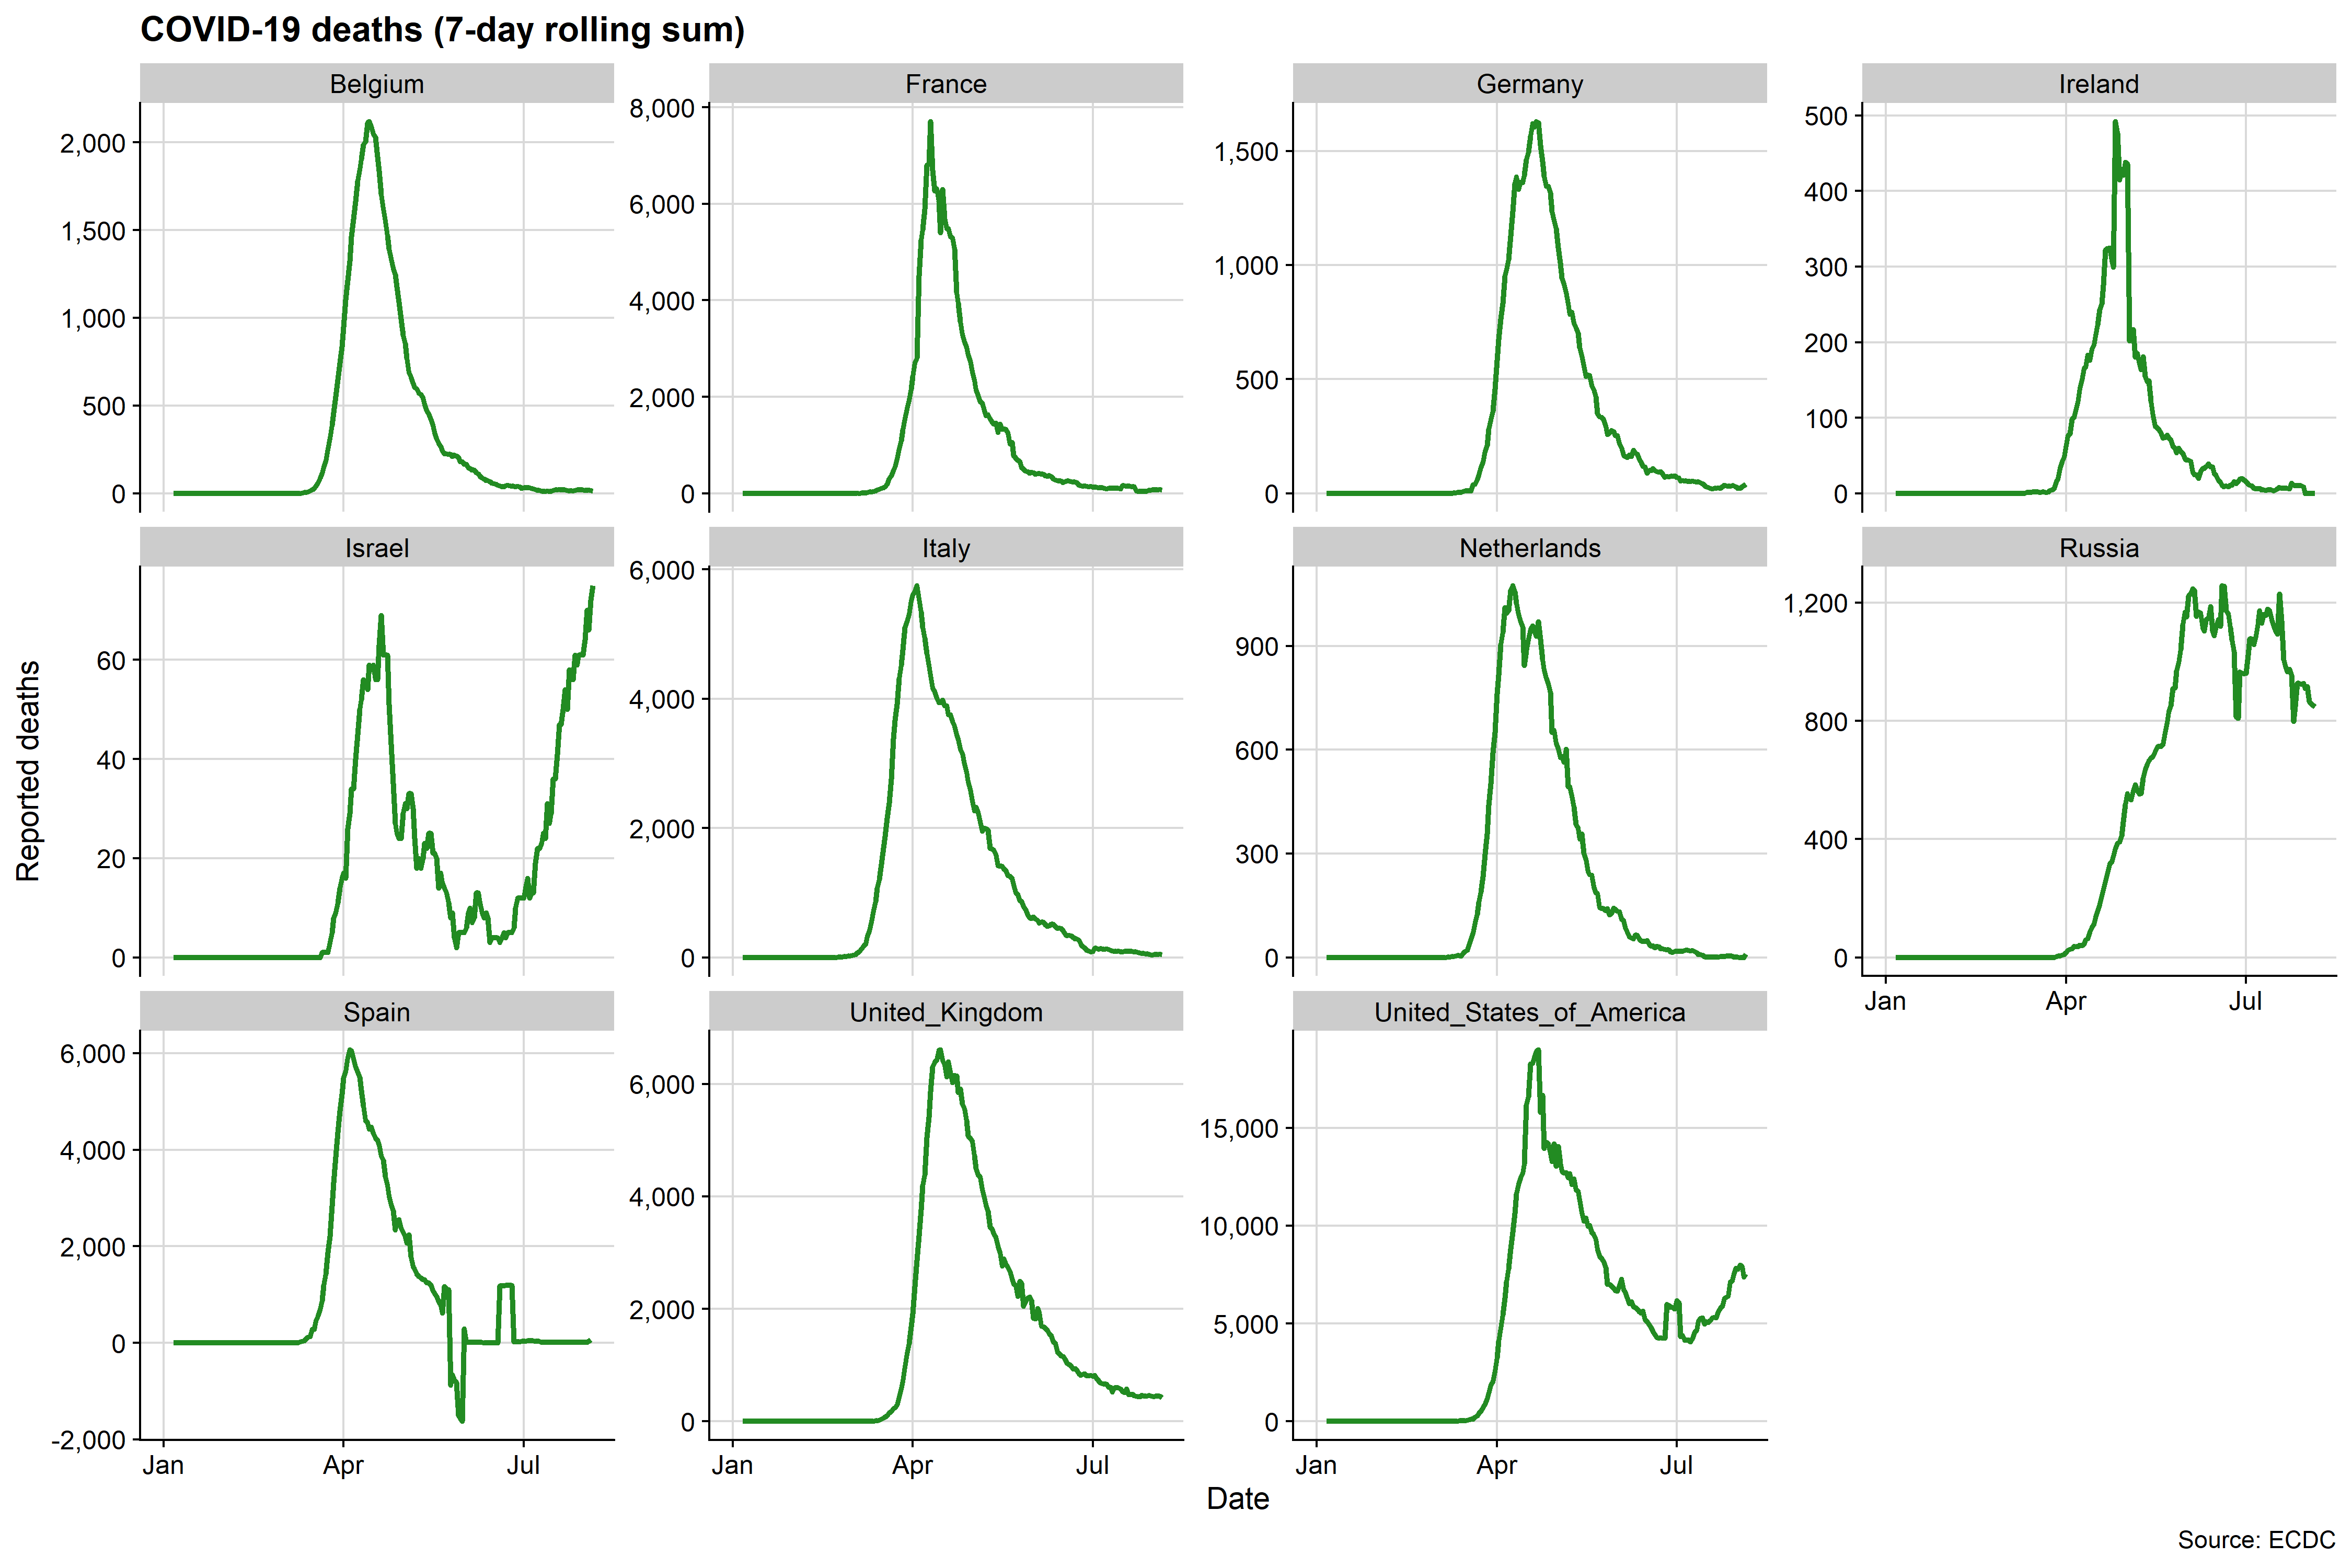 COVID-19 deaths (7-day rolling sum)
Belgium
France
Germany
Ireland
2,000
1,500
1,000
500
0
8,000
6,000
4,000
2,000
0
1,500
1,000
500
0
500
400
300
200
100
0
Israel
Italy
Netherlands
Russia
60
40
20
0
6,000
4,000
2,000
0
900
600
300
0
1,200
800
400
0
Jan Apr Jul
Reported deaths
Spain
United_Kingdom
United_States_of_America
6,000
4,000
2,000
0
-2,000
6,000
4,000
2,000
0
15,000
10,000
5,000
0
Jan Apr Jul
Jan Apr Jul
Jan Apr Jul
Date
Source: ECDC